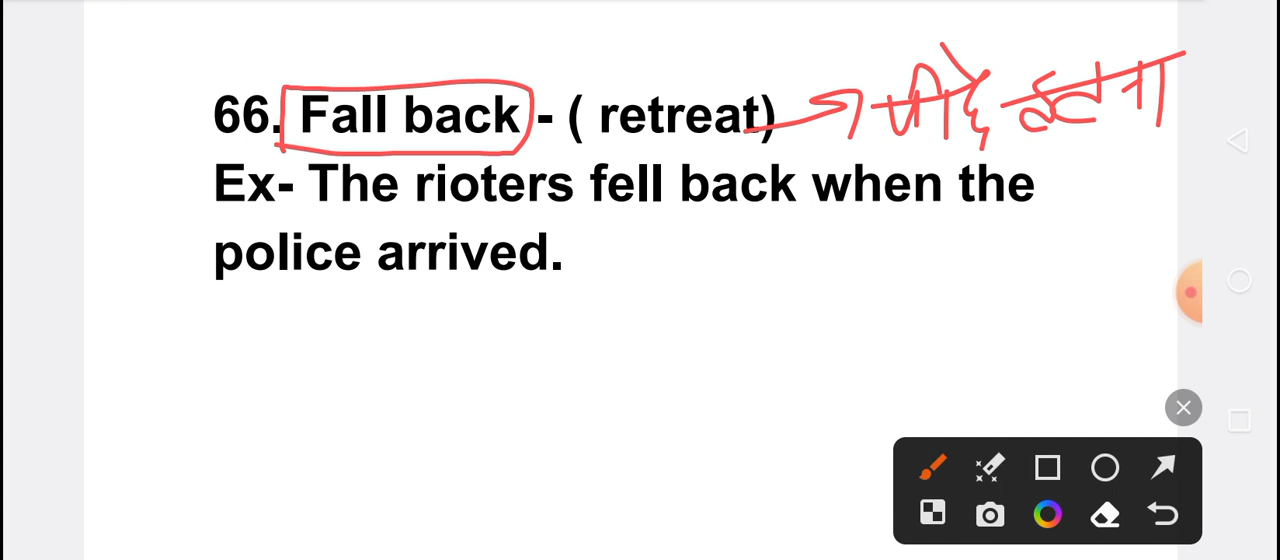 66. Fall back - ( retreat) पीछे हटना
Ex- The rioters fell back when the
police arrived.